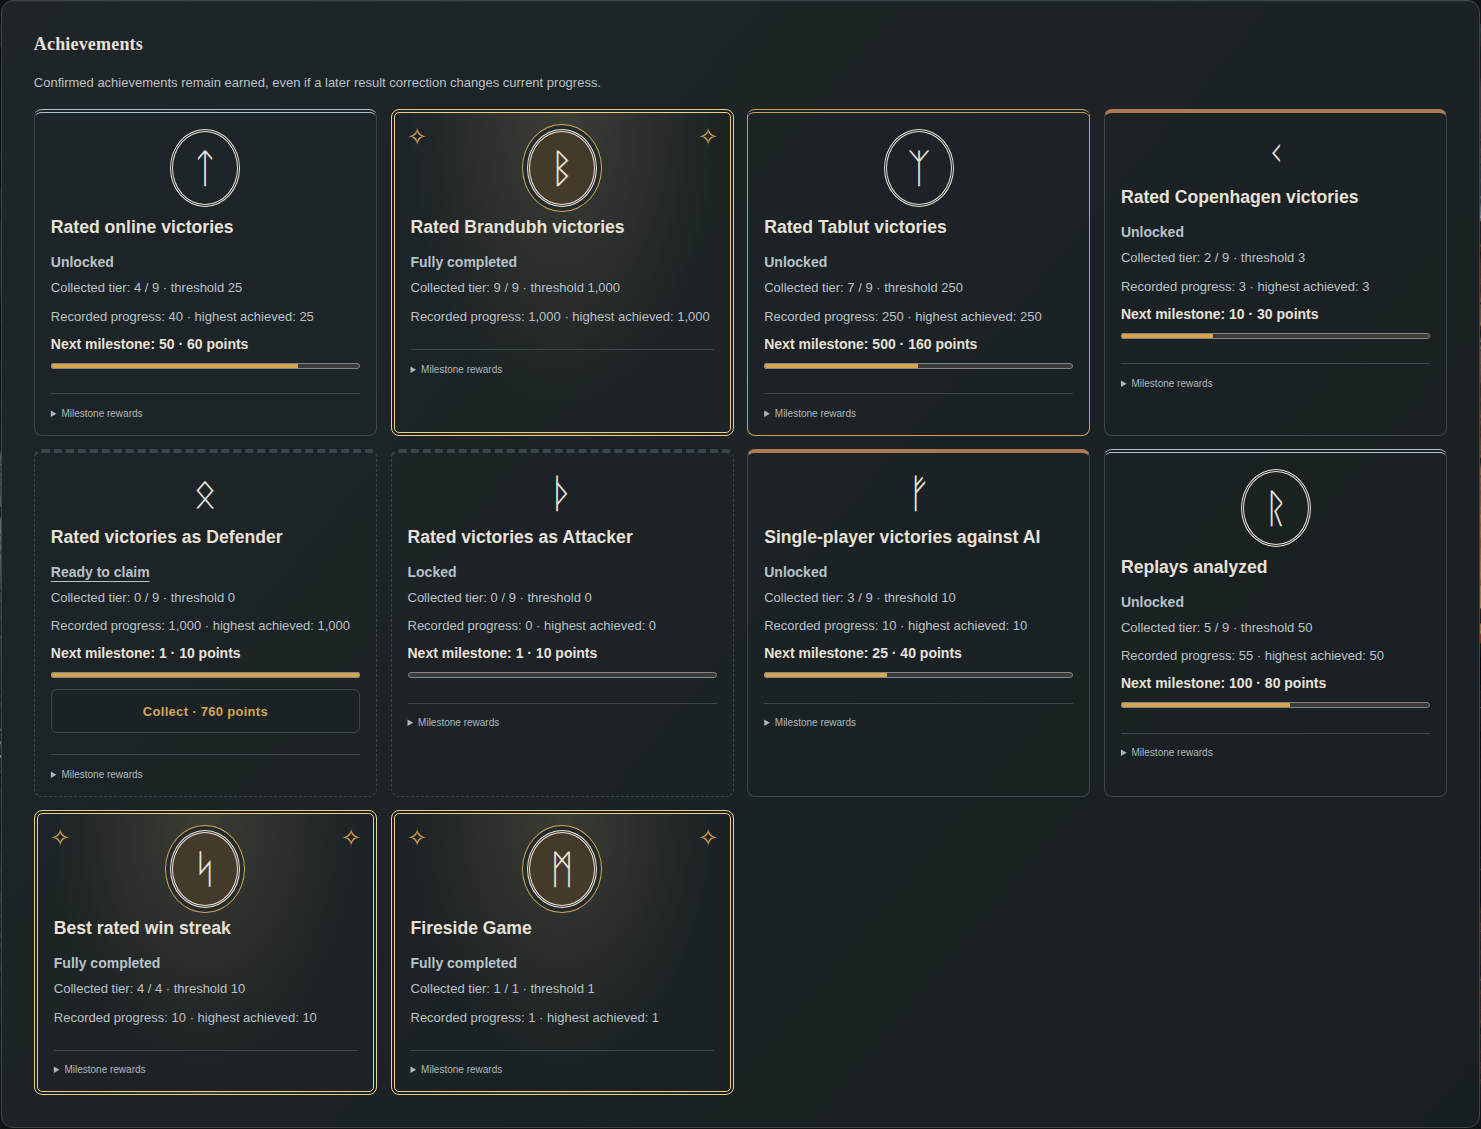 Achievements
Confirmed achievements remain earned, even if a later result correction changes current progress.
ᛏ
Rated online victories
Unlocked
Collected tier: 4 / 9 · threshold 25
Recorded progress: 40 · highest achieved: 25
Next milestone: 50 · 60 points
▶ Milestone rewards
✧ ᛒ ✧
Rated Brandubh victories
Fully completed
Collected tier: 9 / 9 · threshold 1,000
Recorded progress: 1,000 · highest achieved: 1,000
▶ Milestone rewards
ᛉ
Rated Tablut victories
Unlocked
Collected tier: 7 / 9 · threshold 250
Recorded progress: 250 · highest achieved: 250
Next milestone: 500 · 160 points
▶ Milestone rewards
ᚲ
Rated Copenhagen victories
Unlocked
Collected tier: 2 / 9 · threshold 3
Recorded progress: 3 · highest achieved: 3
Next milestone: 10 · 30 points
▶ Milestone rewards
ᛟ
Rated victories as Defender
Ready to claim
Collected tier: 0 / 9 · threshold 0
Recorded progress: 1,000 · highest achieved: 1,000
Next milestone: 1 · 10 points
Collect · 760 points
▶ Milestone rewards
ᚦ
Rated victories as Attacker
Locked
Collected tier: 0 / 9 · threshold 0
Recorded progress: 0 · highest achieved: 0
Next milestone: 1 · 10 points
▶ Milestone rewards
ᚠ
Single-player victories against AI
Unlocked
Collected tier: 3 / 9 · threshold 10
Recorded progress: 10 · highest achieved: 10
Next milestone: 25 · 40 points
▶ Milestone rewards
ᚱ
Replays analyzed
Unlocked
Collected tier: 5 / 9 · threshold 50
Recorded progress: 55 · highest achieved: 50
Next milestone: 100 · 80 points
▶ Milestone rewards
✧ ᛋ ✧
Best rated win streak
Fully completed
Collected tier: 4 / 4 · threshold 10
Recorded progress: 10 · highest achieved: 10
▶ Milestone rewards
✧ ᛗ ✧
Fireside Game
Fully completed
Collected tier: 1 / 1 · threshold 1
Recorded progress: 1 · highest achieved: 1
▶ Milestone rewards